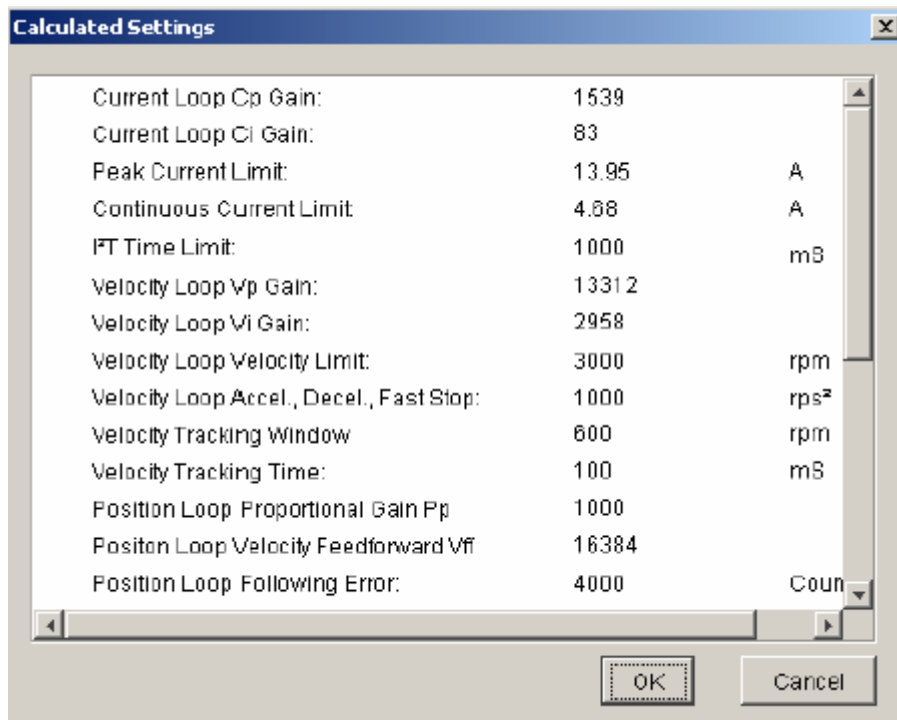 Calculated Settings
Current Loop Cp Gain: 1539
Current Loop Ci Gain: 83
Peak Current Limit: 13.95 A
Continuous Current Limit 4.68 A
I²T Time Limit: 1000 mS
Velocity Loop Vp Gain: 13312
Velocity Loop Vi Gain: 2958
Velocity Loop Velocity Limit: 3000 rpm
Velocity Loop Accel., Decel., Fast Stop: 1000 rps²
Velocity Tracking Window 600 rpm
Velocity Tracking Time: 100 mS
Position Loop Proportional Gain Pp 1000
Positon Loop Velocity Feedforward Vff 16384
Position Loop Following Error: 4000 Coun
OK Cancel